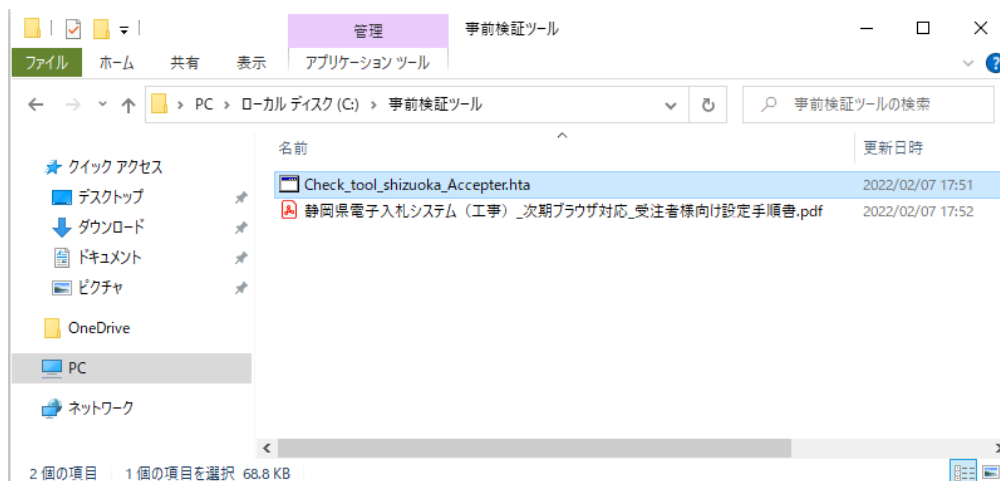 管理
事前検証ツール
ファイル ホーム 共有 表示 アプリケーション ツール
PC › ローカル ディスク (C:) › 事前検証ツール
事前検証ツールの検索
名前 更新日時
クイック アクセス
デスクトップ
ダウンロード
ドキュメント
ピクチャ
OneDrive
PC
ネットワーク
Check_tool_shizuoka_Accepter.hta 2022/02/07 17:51
静岡県電子入札システム（工事）_次期ブラウザ対応_受注者様向け設定手順書.pdf 2022/02/07 17:52
2 個の項目 1 個の項目を選択 68.8 KB